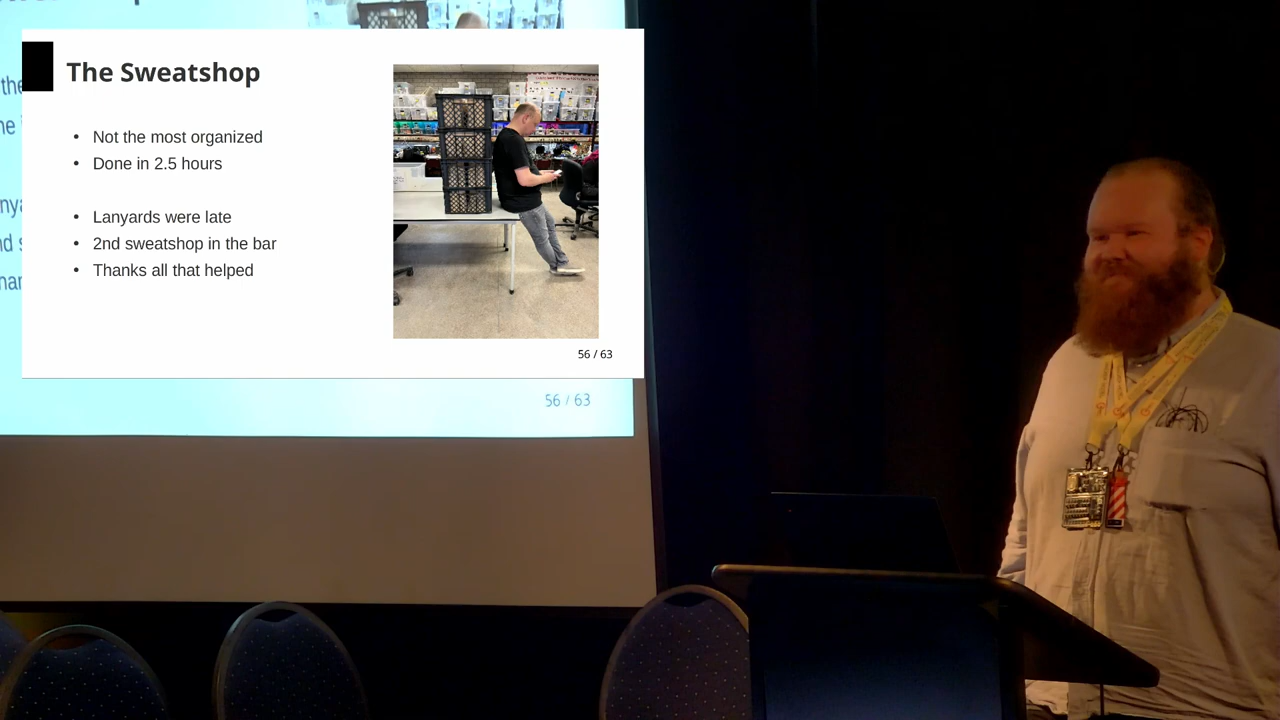 The Sweatshop
• Not the most organized
• Done in 2.5 hours
• Lanyards were late
• 2nd sweatshop in the bar
• Thanks all that helped
56 / 63
56 / 63